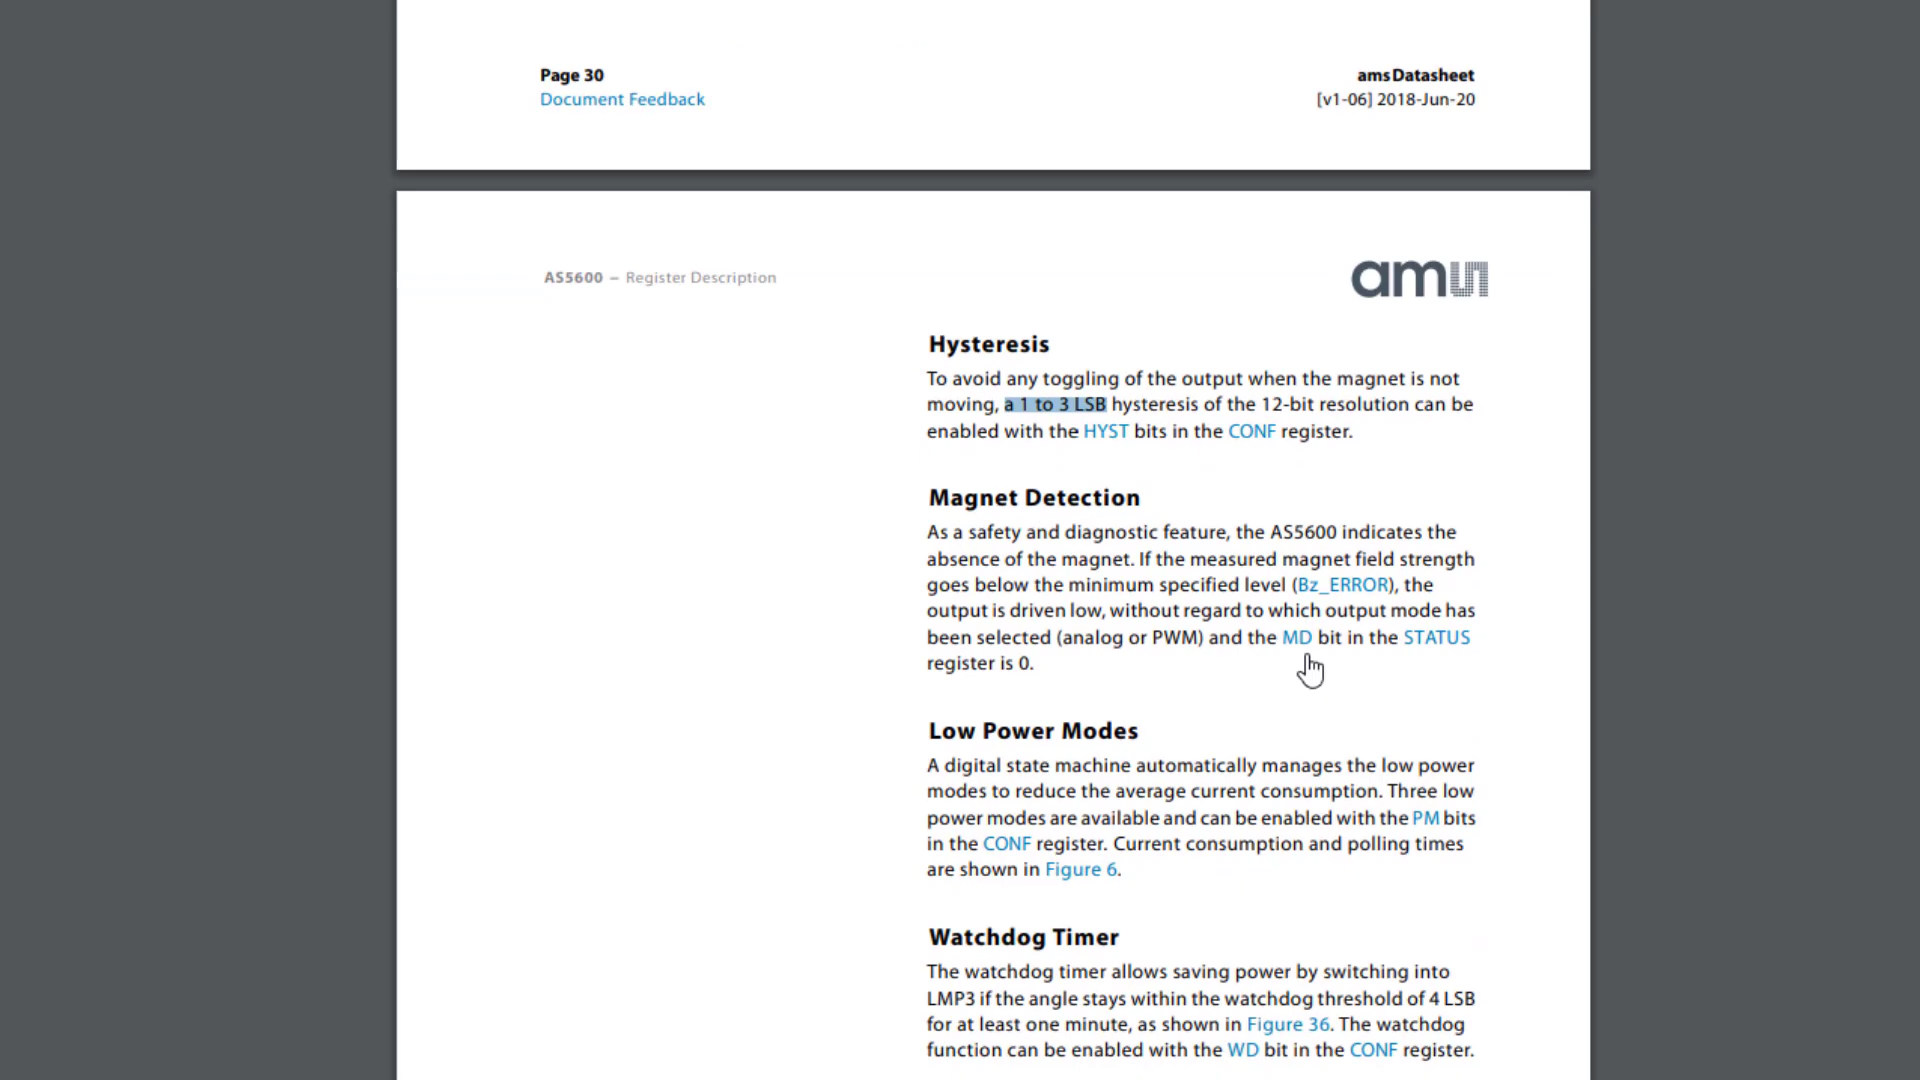 Page 30
ams Datasheet
Document Feedback
[v1-06] 2018-Jun-20
AS5600 − Register Description
am
Hysteresis
To avoid any toggling of the output when the magnet is not
moving, a 1 to 3 LSB hysteresis of the 12-bit resolution can be
enabled with the HYST bits in the CONF register.
Magnet Detection
As a safety and diagnostic feature, the AS5600 indicates the
absence of the magnet. If the measured magnet field strength
goes below the minimum specified level (Bz_ERROR), the
output is driven low, without regard to which output mode has
been selected (analog or PWM) and the MD bit in the STATUS
register is 0.
Low Power Modes
A digital state machine automatically manages the low power
modes to reduce the average current consumption. Three low
power modes are available and can be enabled with the PM bits
in the CONF register. Current consumption and polling times
are shown in Figure 6.
Watchdog Timer
The watchdog timer allows saving power by switching into
LMP3 if the angle stays within the watchdog threshold of 4 LSB
for at least one minute, as shown in Figure 36. The watchdog
function can be enabled with the WD bit in the CONF register.